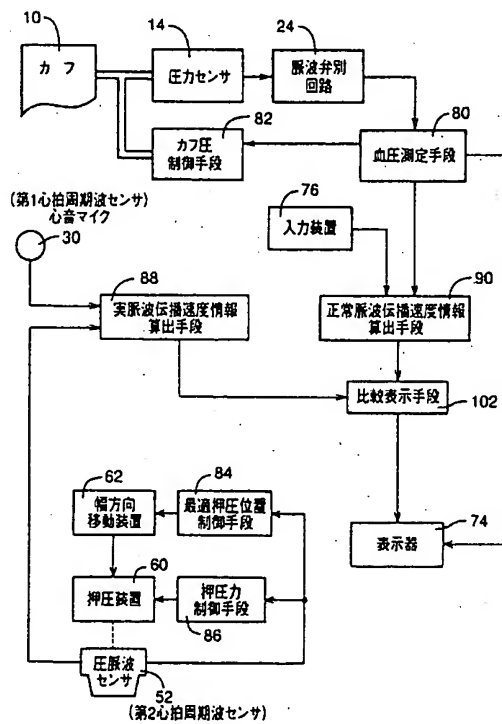 10
カフ
14
圧力センサ
24
脈波弁別
回路
82
カフ圧
制御手段
80
血圧測定手段
(第1心拍周期波センサ)
心音マイク
30
76
入力装置
88
実脈波伝播速度情報
算出手段
90
正常脈波伝播速度情報
算出手段
比較表示手段
102
62
幅方向
移動装置
84
最適押圧位置
制御手段
74
表示器
60
押圧装置
押圧力
制御手段
86
圧脈波
センサ
52
(第2心拍周期波センサ)